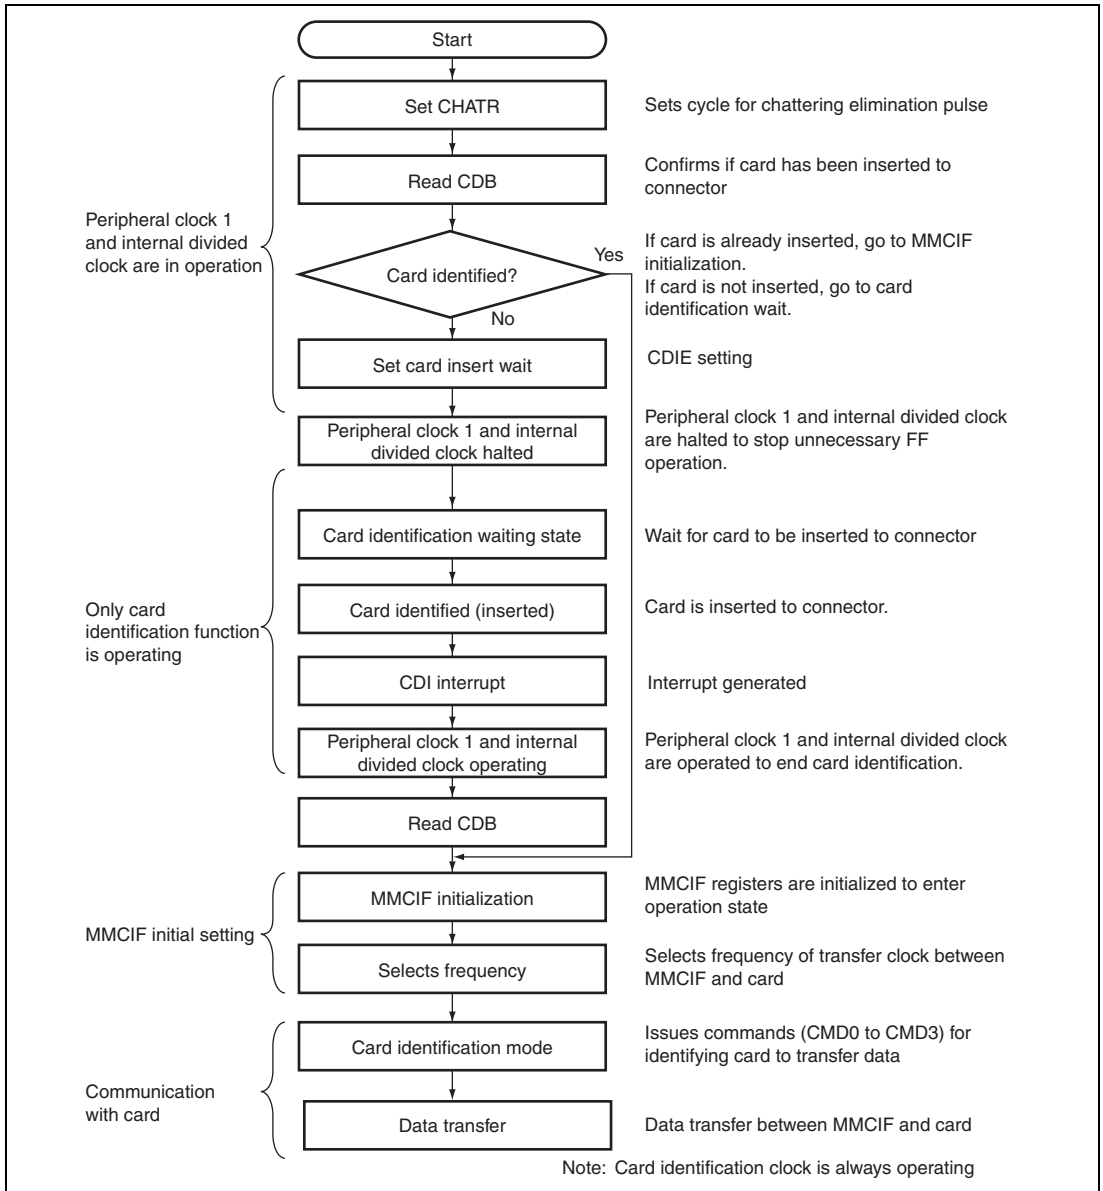 Start
Set CHATR
Sets cycle for chattering elimination pulse
Read CDB
Confirms if card has been inserted to
connector
Peripheral clock 1
and internal divided
clock are in operation
Card identified?
Yes
No
If card is already inserted, go to MMCIF
initialization.
If card is not inserted, go to card
identification wait.
Set card insert wait
CDIE setting
Peripheral clock 1 and internal
divided clock halted
Peripheral clock 1 and internal divided clock
are halted to stop unnecessary FF
operation.
Card identification waiting state
Wait for card to be inserted to connector
Only card
identification function
is operating
Card identified (inserted)
Card is inserted to connector.
CDI interrupt
Interrupt generated
Peripheral clock 1 and internal
divided clock operating
Peripheral clock 1 and internal divided clock
are operated to end card identification.
Read CDB
MMCIF initial setting
MMCIF initialization
MMCIF registers are initialized to enter
operation state
Selects frequency
Selects frequency of transfer clock between
MMCIF and card
Communication
with card
Card identification mode
Issues commands (CMD0 to CMD3) for
identifying card to transfer data
Data transfer
Data transfer between MMCIF and card
Note: Card identification clock is always operating